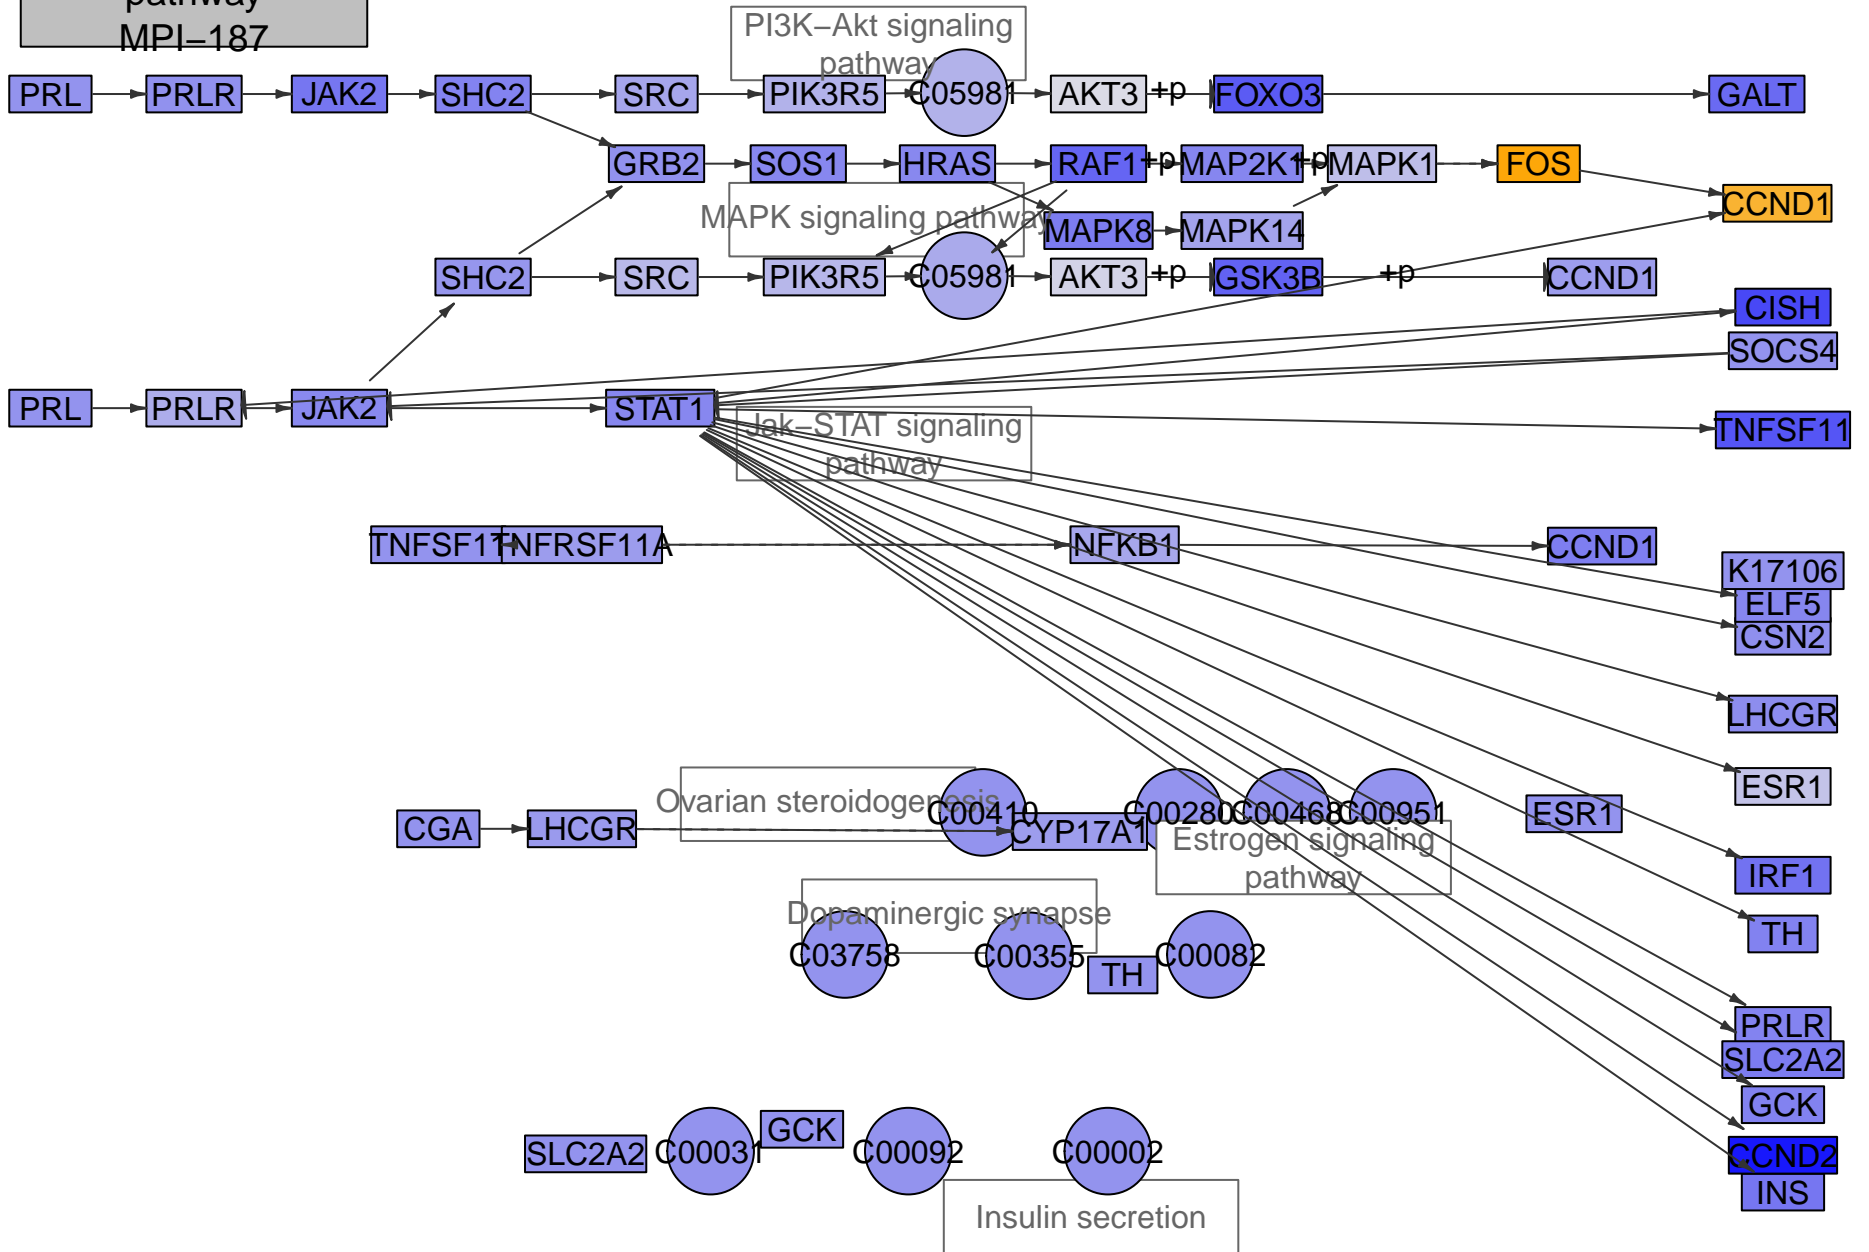 pathway
MPI−187
PI3K−Akt signaling
pathway
PRL
PRLR
JAK2
SHC2
SRC
PIK3R5
C05981
AKT3
+p
FOXO3
GALT
GRB2
SOS1
HRAS
RAF1
+p
MAP2K1
+p
MAPK1
FOS
CCND1
MAPK signaling pathway
MAPK8
MAPK14
SHC2
SRC
PIK3R5
C05981
AKT3
+p
GSK3B
+p
CCND1
CISH
SOCS4
PRL
PRLR
JAK2
STAT1
Jak−STAT signaling
pathway
TNFSF11
TNFSF11
TNFRSF11A
NFKB1
CCND1
K17106
ELF5
CSN2
LHCGR
ESR1
Ovarian steroidogenesis
C00410
C00280
C00468
C00951
ESR1
CGA
LHCGR
CYP17A1
Estrogen signaling
pathway
IRF1
Dopaminergic synapse
TH
C03758
C00355
TH
C00082
PRLR
SLC2A2
GCK
GCK
SLC2A2
C00031
C00092
C00002
CCND2
INS
Insulin secretion